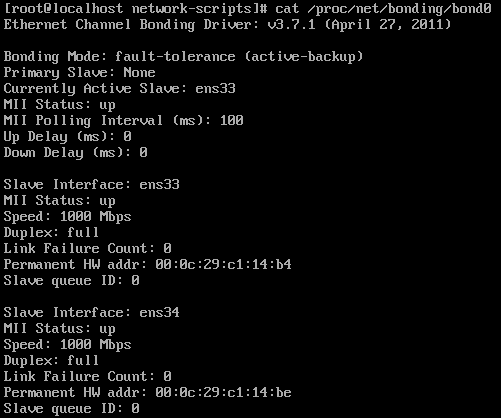 [root@localhost network-scripts]# cat /proc/net/bonding/bond0
Ethernet Channel Bonding Driver: v3.7.1 (April 27, 2011)
Bonding Mode: fault-tolerance (active-backup)
Primary Slave: None
Currently Active Slave: ens33
MII Status: up
MII Polling Interval (ms): 100
Up Delay (ms): 0
Down Delay (ms): 0
Slave Interface: ens33
MII Status: up
Speed: 1000 Mbps
Duplex: full
Link Failure Count: 0
Permanent HW addr: 00:0c:29:c1:14:b4
Slave queue ID: 0
Slave Interface: ens34
MII Status: up
Speed: 1000 Mbps
Duplex: full
Link Failure Count: 0
Permanent HW addr: 00:0c:29:c1:14:be
Slave queue ID: 0